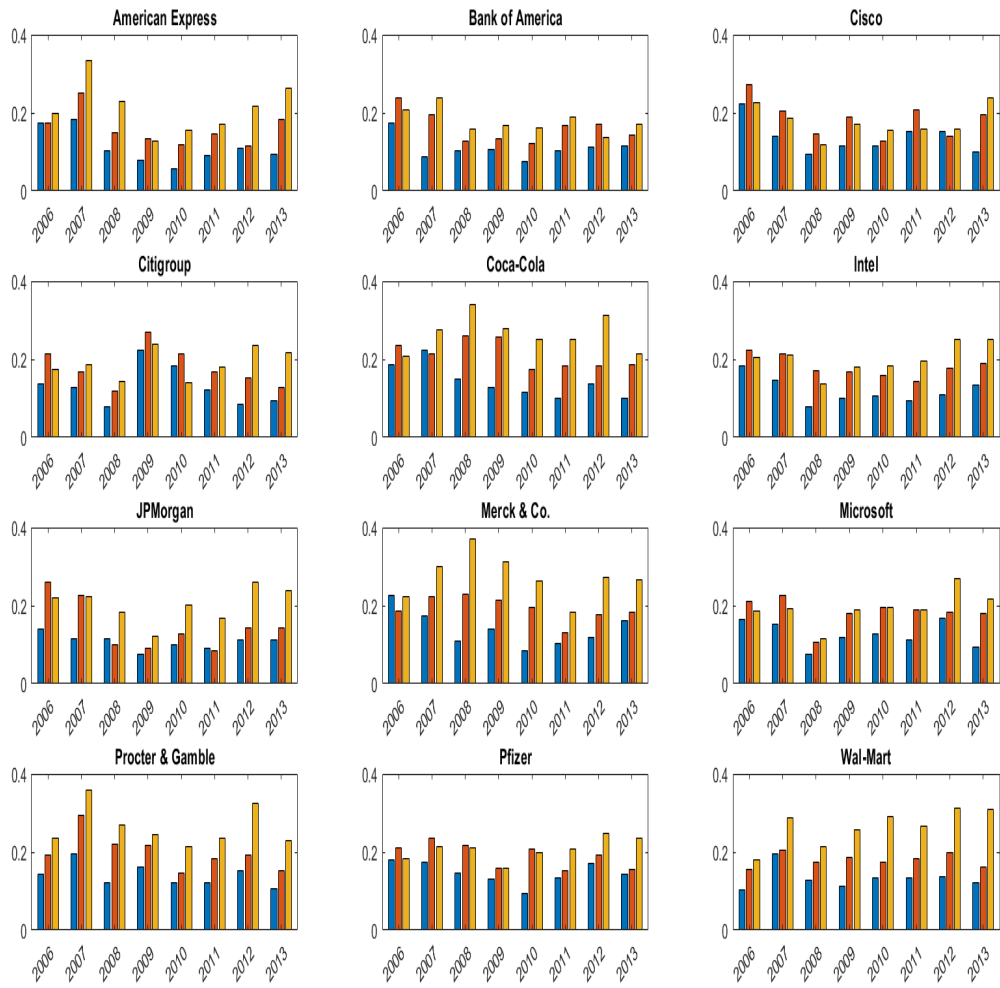 American Express Bank of America Cisco
0.4 0.4 0.4
0.2 0.2 0.2
0 0 0
2006 2007 2008 2009 2010 2011 2012 2013 2006 2007 2008 2009 2010 2011 2012 2013 2006 2007 2008 2009 2010 2011 2012 2013
Citigroup Coca-Cola Intel
0.4 0.4 0.4
0.2 0.2 0.2
0 0 0
2006 2007 2008 2009 2010 2011 2012 2013 2006 2007 2008 2009 2010 2011 2012 2013 2006 2007 2008 2009 2010 2011 2012 2013
JPMorgan Merck & Co. Microsoft
0.4 0.4 0.4
0.2 0.2 0.2
0 0 0
2006 2007 2008 2009 2010 2011 2012 2013 2006 2007 2008 2009 2010 2011 2012 2013 2006 2007 2008 2009 2010 2011 2012 2013
Procter & Gamble Pfizer Wal-Mart
0.4 0.4 0.4
0.2 0.2 0.2
0 0 0
2006 2007 2008 2009 2010 2011 2012 2013 2006 2007 2008 2009 2010 2011 2012 2013 2006 2007 2008 2009 2010 2011 2012 2013